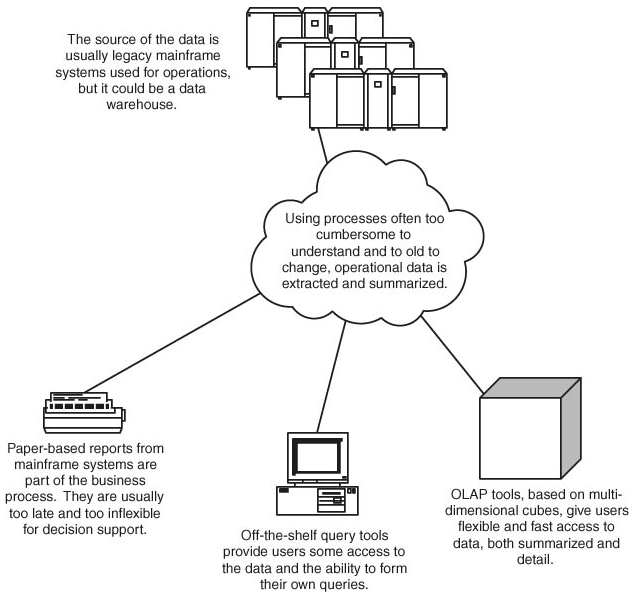 The source of the data is
usually legacy mainframe
systems used for operations,
but it could be a data
warehouse.
Using processes often too
cumbersome to
understand and to old to
change, operational data is
extracted and summarized.
Paper-based reports from
mainframe systems are
part of the business
process. They are usually
too late and too inflexible
for decision support.
Off-the-shelf query tools
provide users some access to
the data and the ability to form
their own queries.
OLAP tools, based on multi-
dimensional cubes, give users
flexible and fast access to
data, both summarized and
detail.